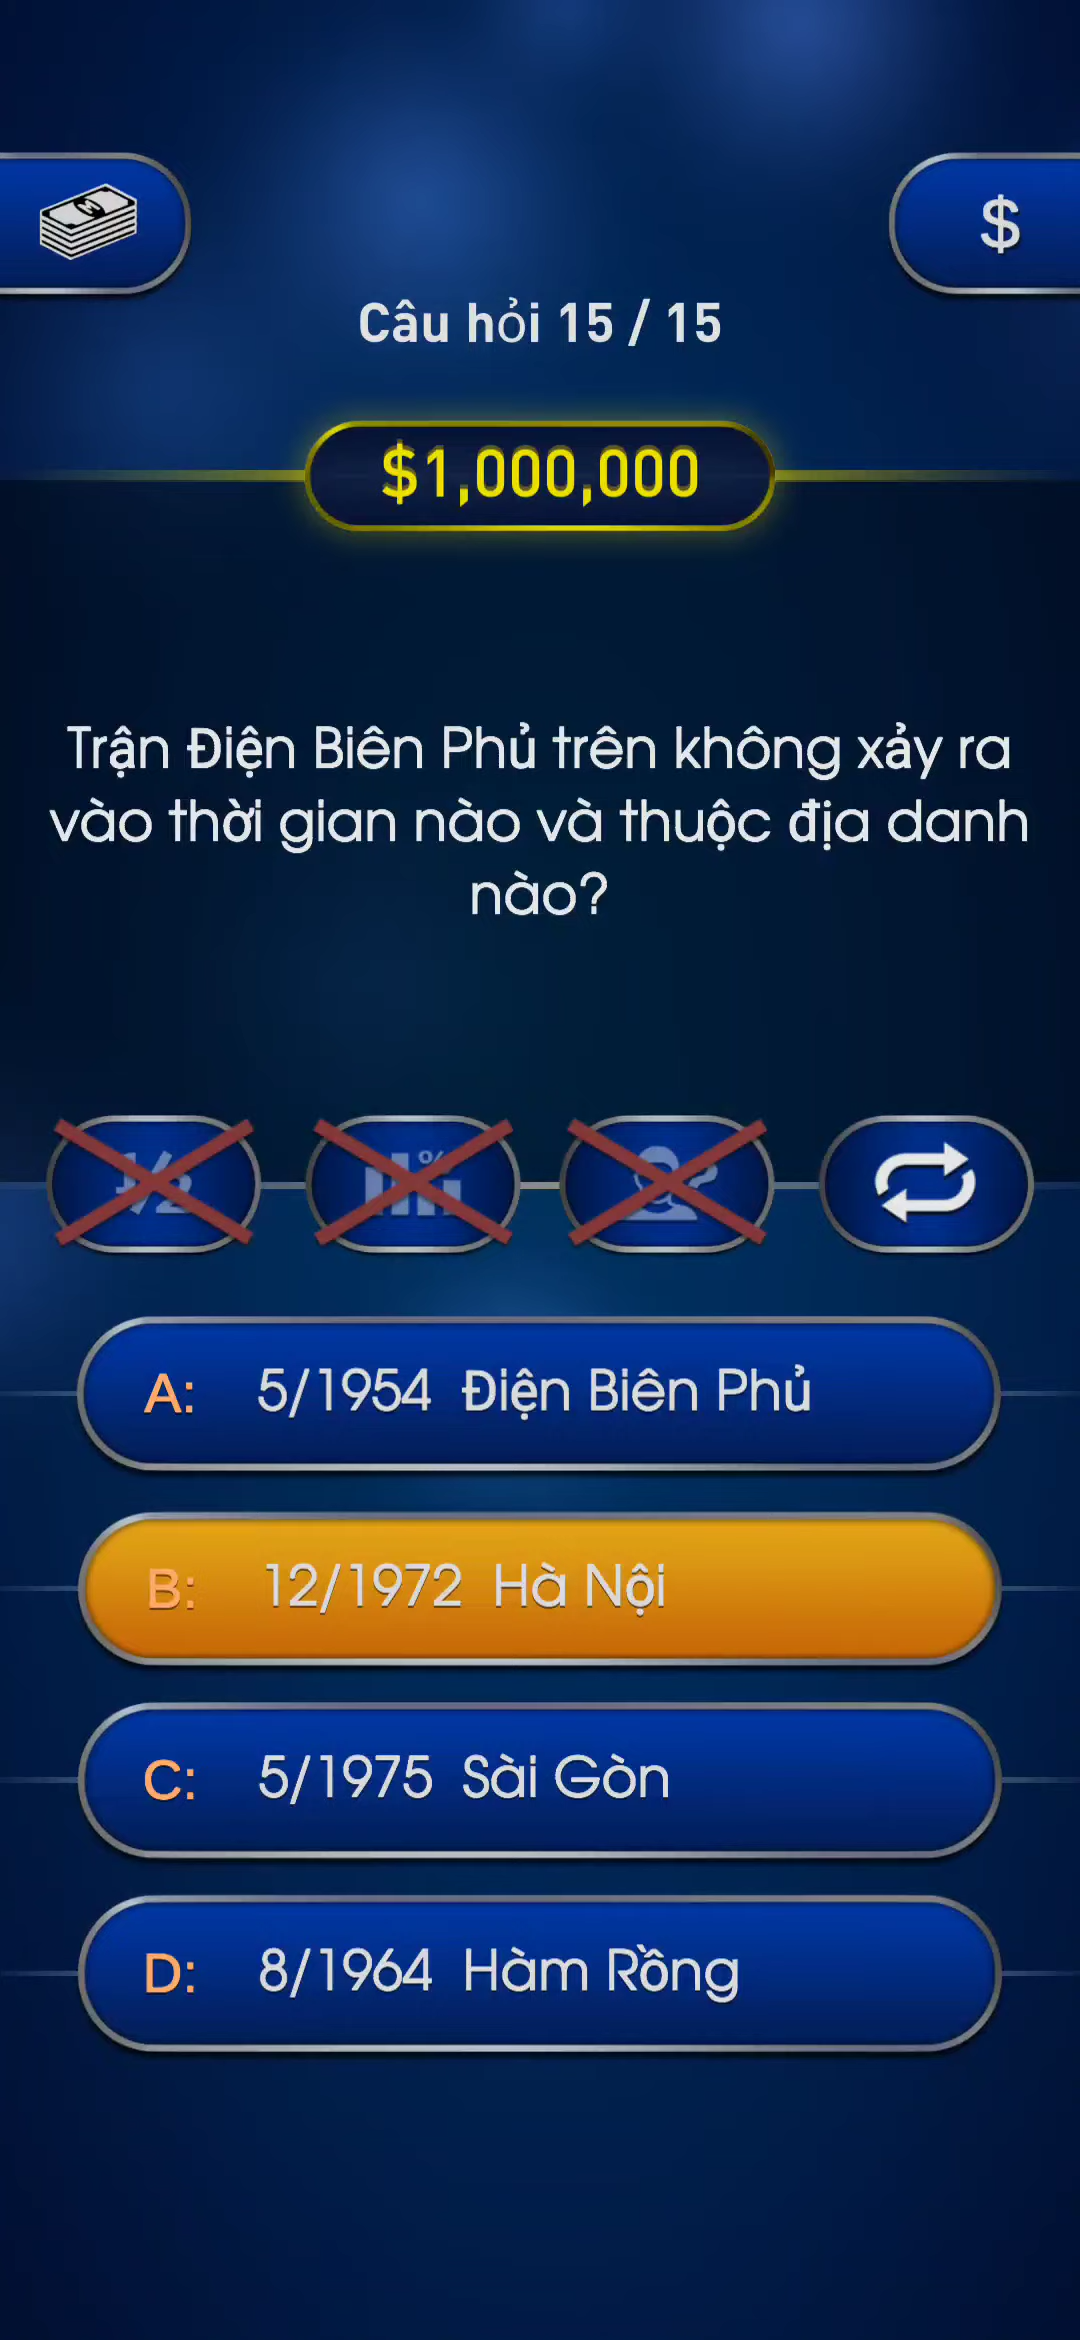 $
Câu hỏi 15 / 15
$1,000,000
Trận Điện Biên Phủ trên không xảy ra
vào thời gian nào và thuộc địa danh
nào?
1/2
%
A: 5/1954 Điện Biên Phủ
B: 12/1972 Hà Nội
C: 5/1975 Sài Gòn
D: 8/1964 Hàm Rồng